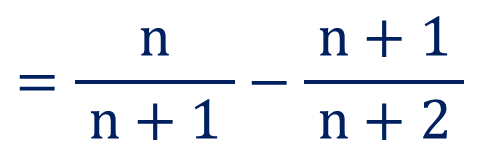 = n/(n + 1) − (n + 1)/(n + 2)